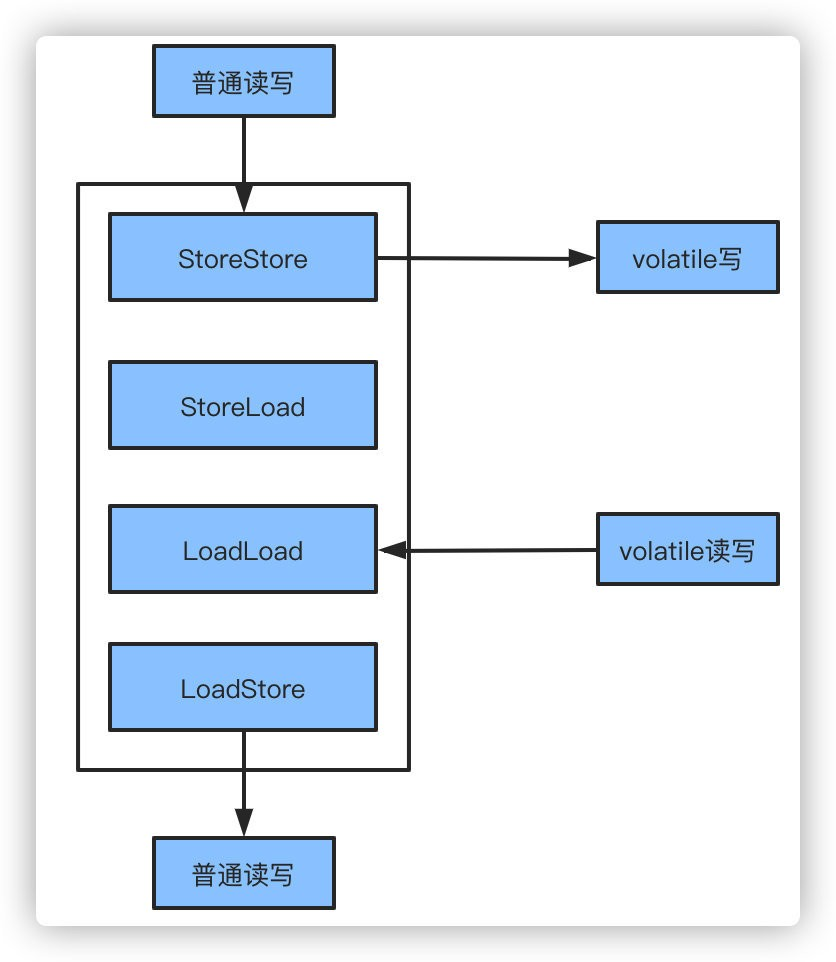 普通读写
StoreStore
volatile写
StoreLoad
LoadLoad
volatile读写
LoadStore
普通读写